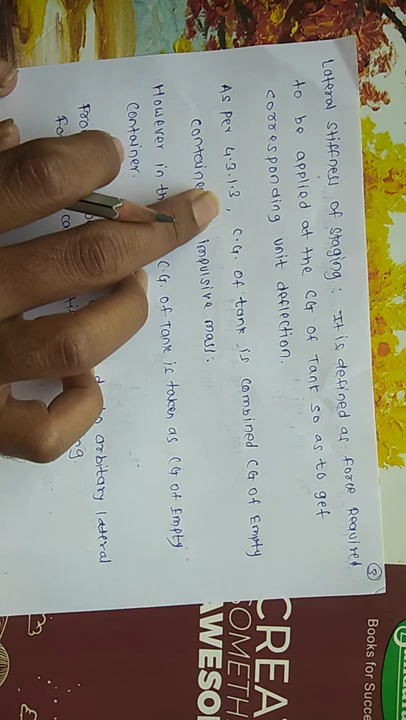 (8)
Lateral stiffness of staging: It is defined as force required
to be applied at the CG of Tank so as to get
corresponding unit deflection.
As per 4.3.1.3, C.G. of tank is combined CG of Empty
impulsive mass.
However in C.G. of Tank is taken as CG of Empty
Container.
arbitary lateral
CREA
OMETH
AWESO
Books for Succe